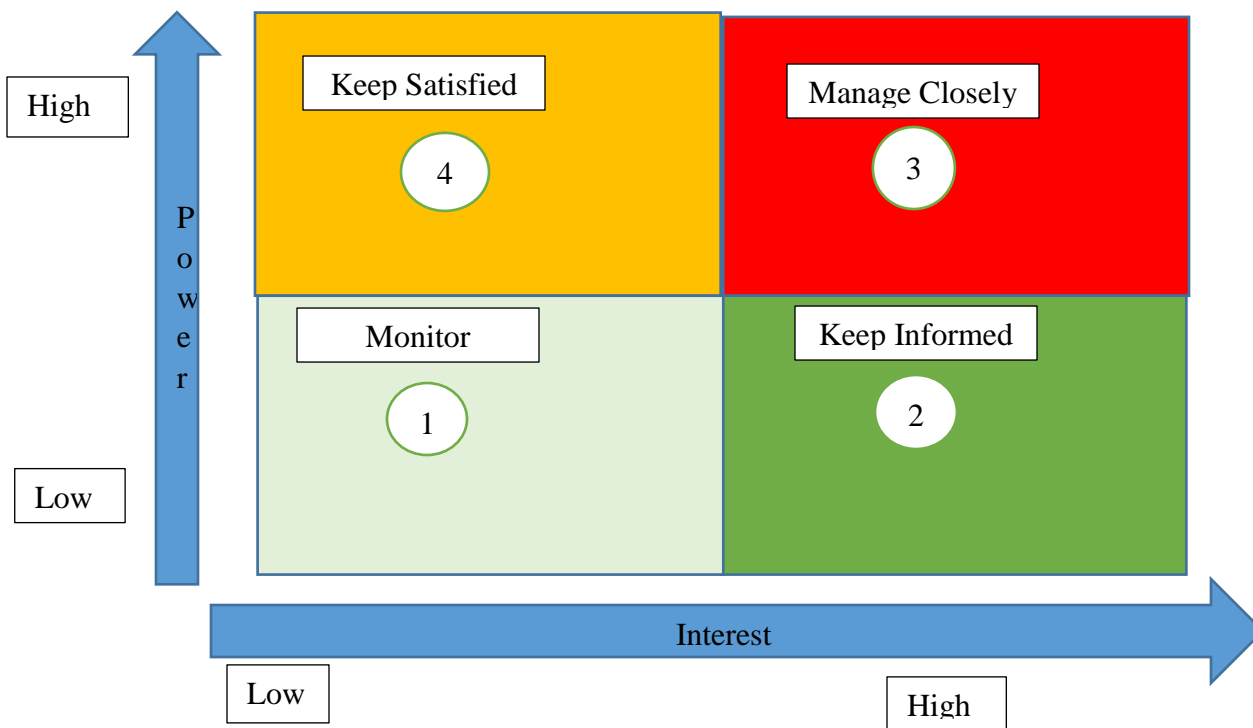 Keep Satisfied
Manage Closely
High
4
3
P
o
w
e
r
Monitor
Keep Informed
1
2
Low
Interest
Low
High